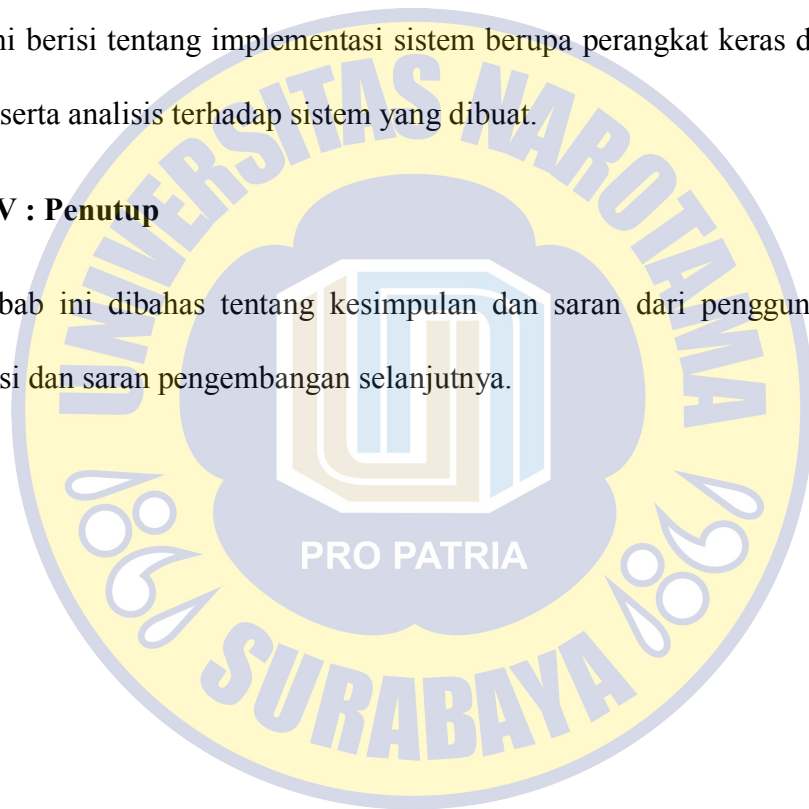 ni berisi tentang implementasi sistem berupa perangkat keras d
serta analisis terhadap sistem yang dibuat.
V : Penutup
bab ini dibahas tentang kesimpulan dan saran dari penggun
si dan saran pengembangan selanjutnya.
UNIVERSITAS NAROTAMA
PRO PATRIA
SURABAYA